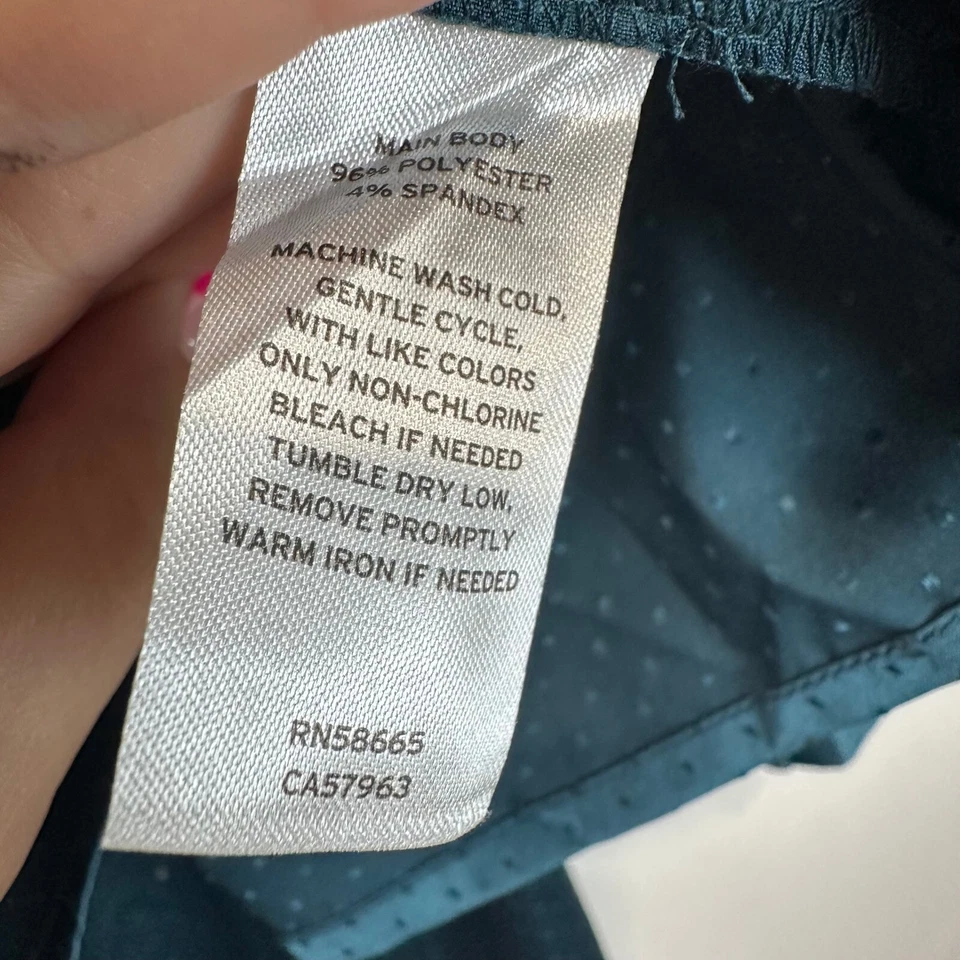 MAIN BODY
96% POLYESTER
4% SPANDEX
MACHINE WASH COLD,
GENTLE CYCLE,
WITH LIKE COLORS
ONLY NON-CHLORINE
BLEACH IF NEEDED
TUMBLE DRY LOW,
REMOVE PROMPTLY
WARM IRON IF NEEDED
RN58665
CA57963